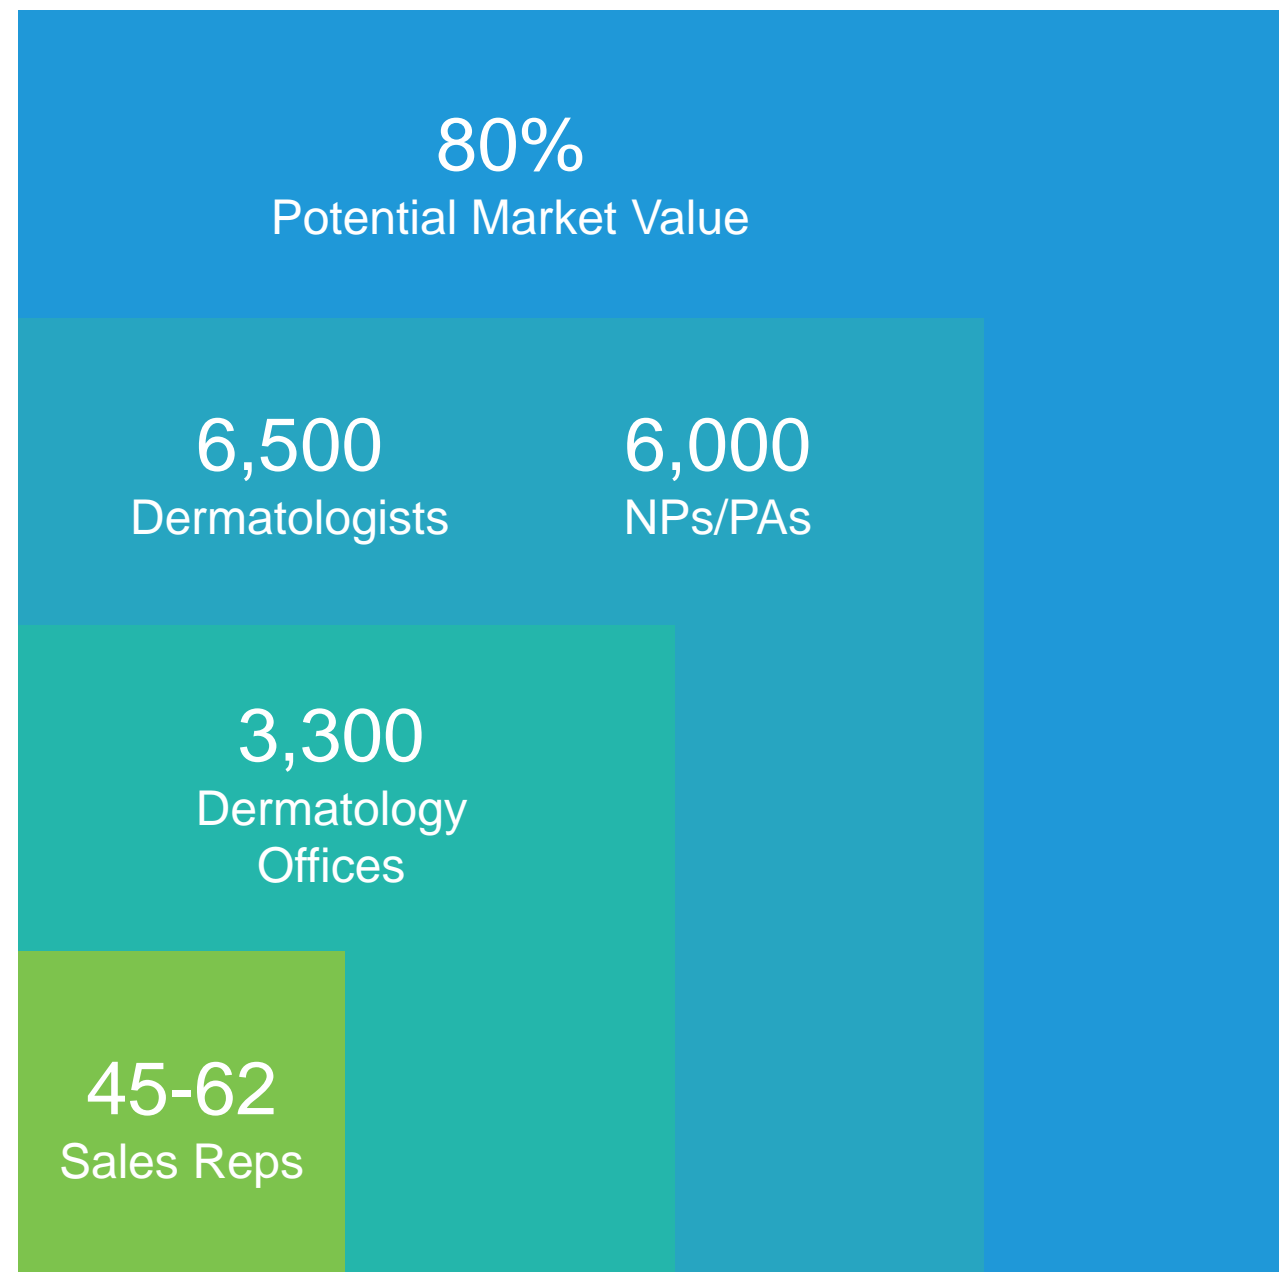 80%
Potential Market Value
6,500
Dermatologists
6,000
NPs/PAs
3,300
Dermatology
Offices
45-62
Sales Reps